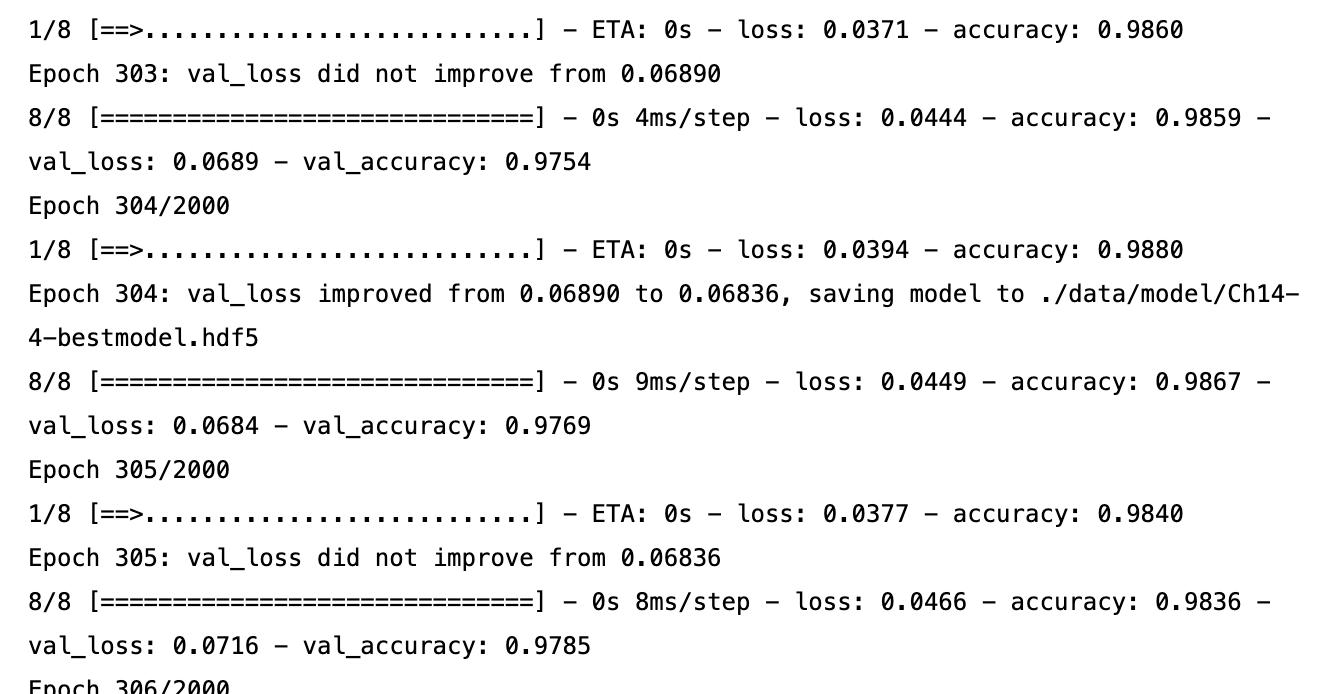 1/8 [==>...........................] - ETA: 0s - loss: 0.0371 - accuracy: 0.9860
Epoch 303: val_loss did not improve from 0.06890
8/8 [==============================] - 0s 4ms/step - loss: 0.0444 - accuracy: 0.9859 -
val_loss: 0.0689 - val_accuracy: 0.9754
Epoch 304/2000
1/8 [==>...........................] - ETA: 0s - loss: 0.0394 - accuracy: 0.9880
Epoch 304: val_loss improved from 0.06890 to 0.06836, saving model to ./data/model/Ch14-
4-bestmodel.hdf5
8/8 [==============================] - 0s 9ms/step - loss: 0.0449 - accuracy: 0.9867 -
val_loss: 0.0684 - val_accuracy: 0.9769
Epoch 305/2000
1/8 [==>...........................] - ETA: 0s - loss: 0.0377 - accuracy: 0.9840
Epoch 305: val_loss did not improve from 0.06836
8/8 [==============================] - 0s 8ms/step - loss: 0.0466 - accuracy: 0.9836 -
val_loss: 0.0716 - val_accuracy: 0.9785
Epoch 306/2000